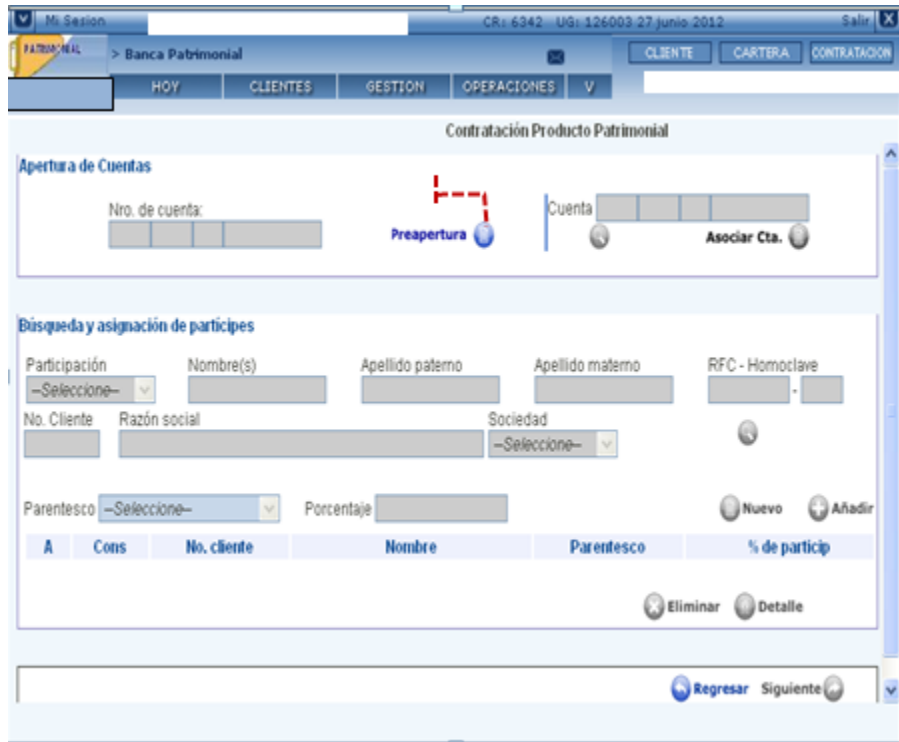 Mi Sesion CR: 6342 UG: 126003 27 junio 2012 Salir X
PATRIMONIAL > Banca Patrimonial CLIENTE CARTERA CONTRATACION
HOY CLIENTES GESTION OPERACIONES V
Contratación Producto Patrimonial
Apertura de Cuentas
Nro. de cuenta: Cuenta
Preapertura Asociar Cta.
Búsqueda y asignación de partícipes
Participación Nombre(s) Apellido paterno Apellido materno RFC - Homoclave
--Seleccione-- -
No. Cliente Razón social Sociedad
--Seleccione--
Parentesco --Seleccione-- Porcentaje Nuevo Añadir
A Cons No. cliente Nombre Parentesco % de particip
Eliminar Detalle
Regresar Siguiente